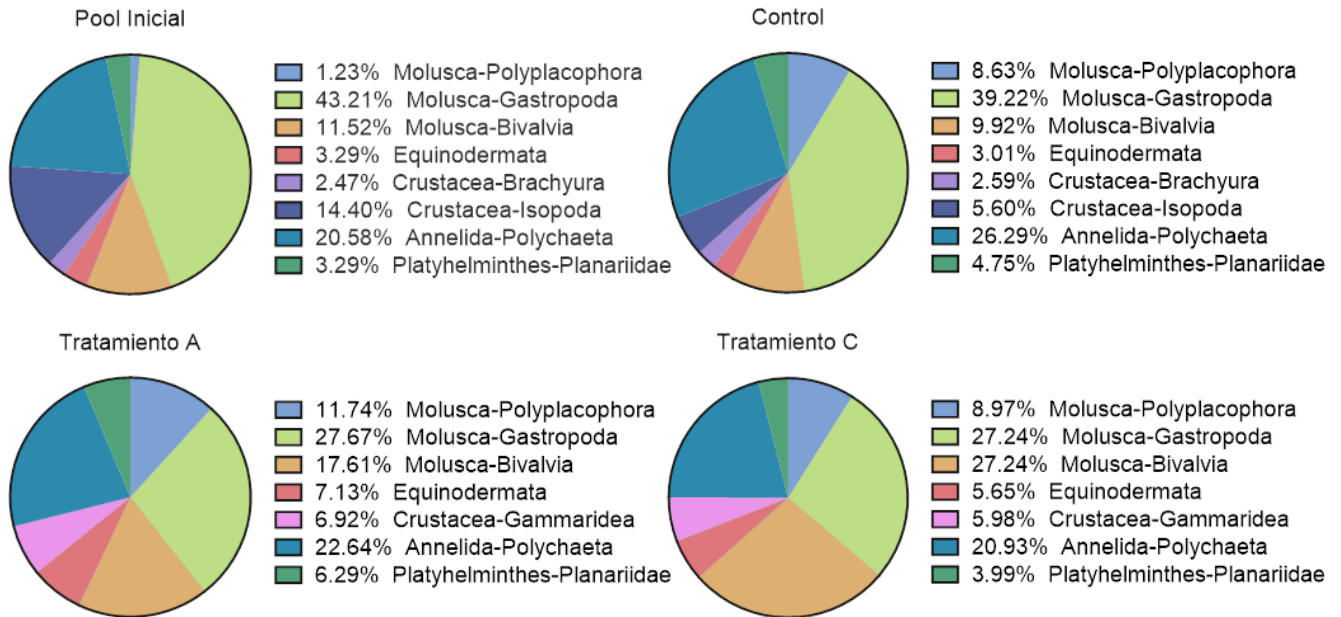 Pool Inicial
1.23% Molusca-Polyplacophora
43.21% Molusca-Gastropoda
11.52% Molusca-Bivalvia
3.29% Equinodermata
2.47% Crustacea-Brachyura
14.40% Crustacea-Isopoda
20.58% Annelida-Polychaeta
3.29% Platyhelminthes-Planariidae
Control
8.63% Molusca-Polyplacophora
39.22% Molusca-Gastropoda
9.92% Molusca-Bivalvia
3.01% Equinodermata
2.59% Crustacea-Brachyura
5.60% Crustacea-Isopoda
26.29% Annelida-Polychaeta
4.75% Platyhelminthes-Planariidae
Tratamiento A
11.74% Molusca-Polyplacophora
27.67% Molusca-Gastropoda
17.61% Molusca-Bivalvia
7.13% Equinodermata
6.92% Crustacea-Gammaridea
22.64% Annelida-Polychaeta
6.29% Platyhelminthes-Planariidae
Tratamiento C
8.97% Molusca-Polyplacophora
27.24% Molusca-Gastropoda
27.24% Molusca-Bivalvia
5.65% Equinodermata
5.98% Crustacea-Gammaridea
20.93% Annelida-Polychaeta
3.99% Platyhelminthes-Planariidae